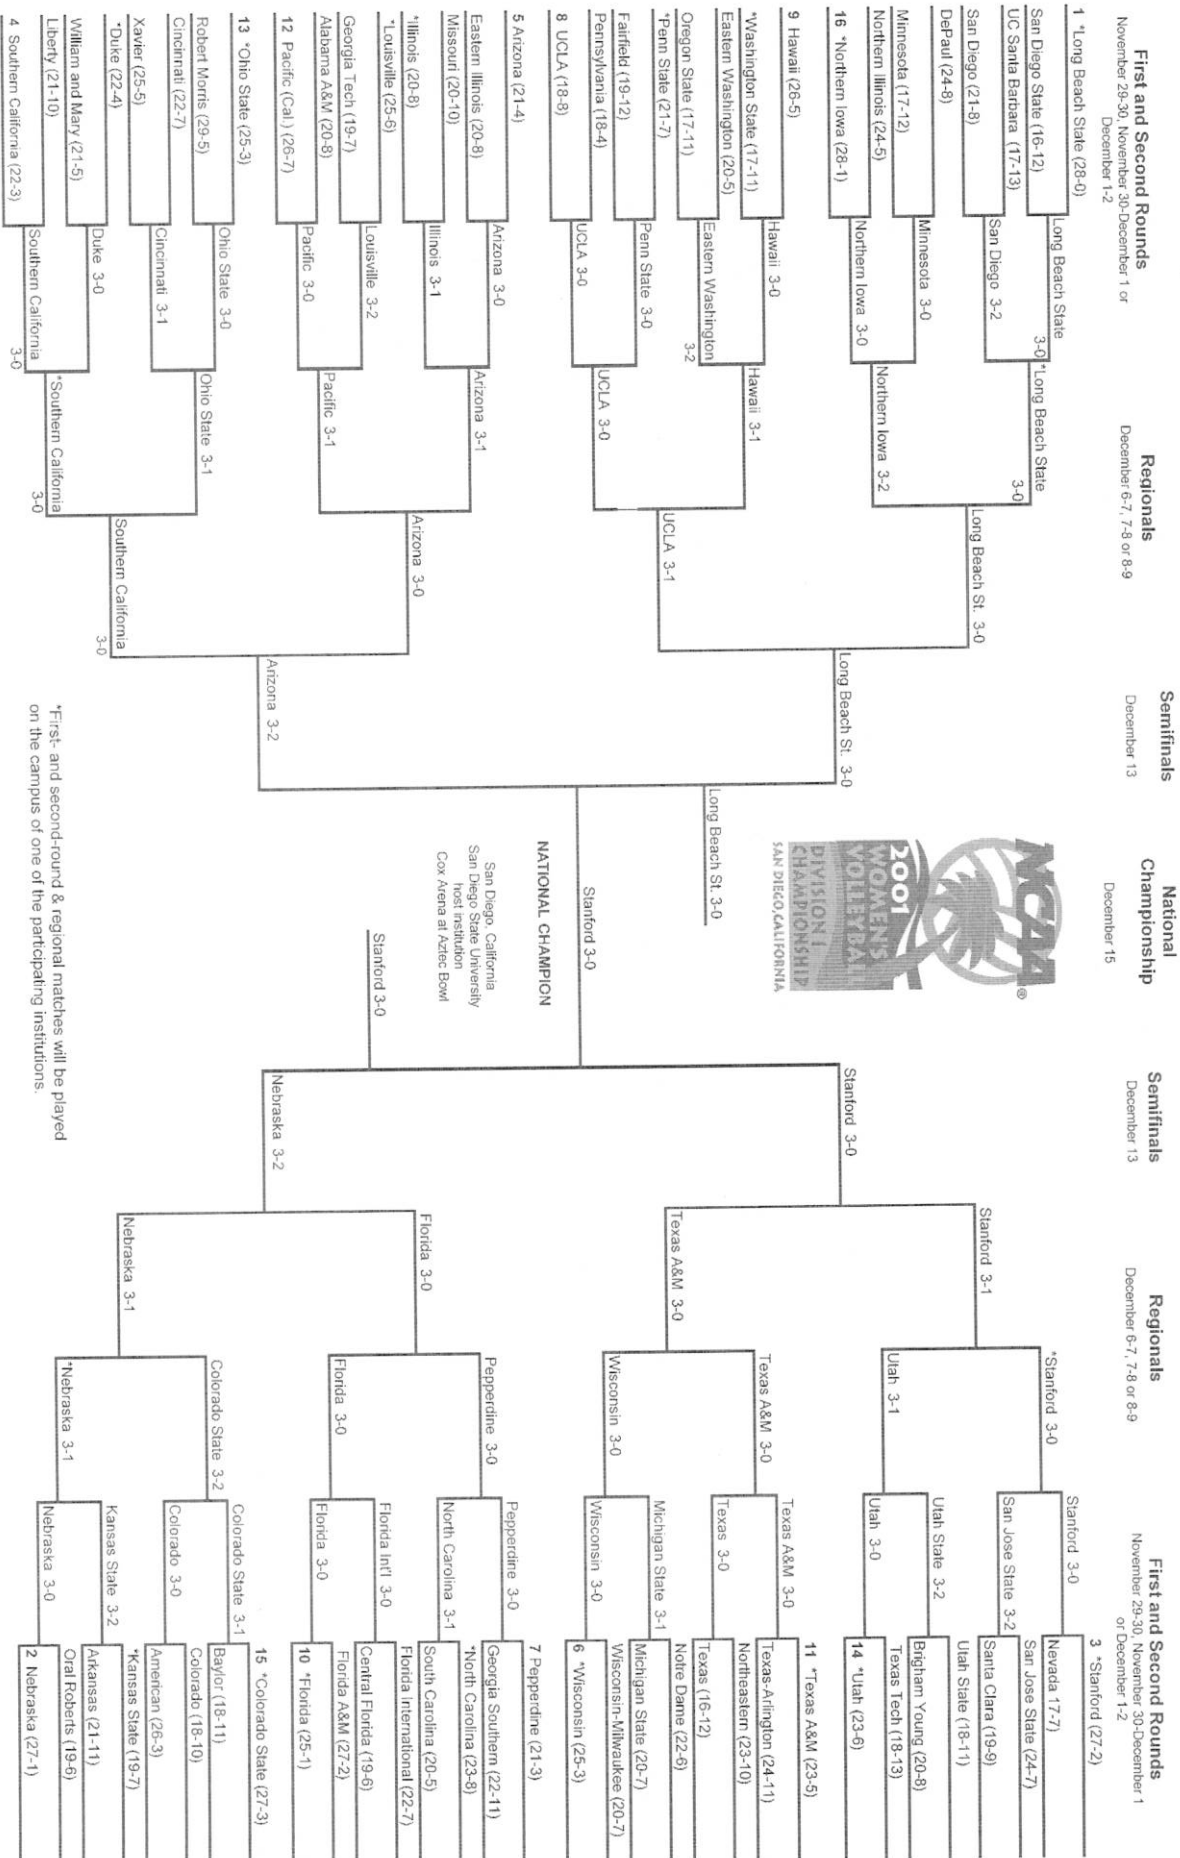 First and Second Rounds
November 29-30, November 30-December 1 or
December 1-2
Regionals
December 6-7, 7-8 or 8-9
Semifinals
December 13
National
Championship
December 15
Semifinals
December 13
Regionals
December 6-7, 7-8 or 8-9
First and Second Rounds
November 29-30, November 30-December 1
or December 1-2
1 *Long Beach State (28-0)
San Diego State (16-12)
UC Santa Barbara (17-13)
San Diego (21-8)
DePaul (24-8)
Minnesota (17-12)
Northern Illinois (24-5)
16 *Northern Iowa (28-1)
9 Hawaii (26-5)
*Washington State (17-11)
Eastern Washington (20-5)
Oregon State (17-11)
*Penn State (21-7)
Fairfield (19-12)
Pennsylvania (18-4)
8 UCLA (18-8)
5 Arizona (21-4)
Eastern Illinois (20-8)
Missouri (20-10)
*Illinois (20-8)
*Louisville (25-6)
Georgia Tech (19-7)
Alabama A&M (20-8)
12 Pacific (Cal.) (26-7)
13 *Ohio State (25-3)
Robert Morris (29-5)
Cincinnati (22-7)
Xavier (25-5)
*Duke (22-4)
William and Mary (21-5)
Liberty (21-10)
4 Southern California (22-3)
Long Beach State
3-0
San Diego 3-2
Minnesota 3-0
Northern Iowa 3-0
Hawaii 3-0
Eastern Washington
3-2
Penn State 3-0
UCLA 3-0
Arizona 3-0
Illinois 3-1
Louisville 3-2
Pacific 3-0
Ohio State 3-0
Cincinnati 3-1
Duke 3-0
Southern California
3-0
*Long Beach State
3-0
Northern Iowa 3-2
Hawaii 3-1
UCLA 3-0
Arizona 3-1
Pacific 3-1
Ohio State 3-1
*Southern California
3-0
Long Beach St. 3-0
UCLA 3-1
Arizona 3-0
Southern California
3-0
Long Beach St. 3-0
Arizona 3-2
Long Beach St. 3-0
NCAA®
2001
WOMEN'S
VOLLEYBALL
DIVISION I
CHAMPIONSHIP
SAN DIEGO, CALIFORNIA
Stanford 3-0
NATIONAL CHAMPION
San Diego, California
San Diego State University
host institution
Cox Arena at Aztec Bowl
Stanford 3-0
Stanford 3-0
Nebraska 3-2
Stanford 3-1
Texas A&M 3-0
Florida 3-0
Nebraska 3-1
*Stanford 3-0
Utah 3-1
Texas A&M 3-0
Wisconsin 3-0
Pepperdine 3-0
Florida 3-0
Colorado State 3-2
*Nebraska 3-1
Stanford 3-0
San Jose State 3-2
Utah State 3-2
Utah 3-0
Texas A&M 3-0
Texas 3-0
Michigan State 3-1
Wisconsin 3-0
Pepperdine 3-0
North Carolina 3-1
Florida Int'l 3-0
Florida 3-0
Colorado State 3-1
Colorado 3-0
Kansas State 3-2
Nebraska 3-0
3 *Stanford (27-2)
Nevada 17-7)
San Jose State (24-7)
Santa Clara (19-9)
Utah State (18-11)
Brigham Young (20-8)
Texas Tech (18-13)
14 *Utah (23-6)
11 *Texas A&M (23-5)
Texas-Arlington (24-11)
Northeastern (23-10)
Texas (16-12)
Notre Dame (22-6)
Michigan State (20-7)
Wisconsin-Milwaukee (20-7)
6 *Wisconsin (25-3)
7 Pepperdine (21-3)
Georgia Southern (22-11)
*North Carolina (23-8)
South Carolina (20-5)
Florida International (22-7)
Central Florida (19-6)
Florida A&M (27-2)
10 *Florida (25-1)
15 *Colorado State (27-3)
Baylor (18-11)
Colorado (18-10)
American (26-3)
*Kansas State (19-7)
Arkansas (21-11)
Oral Roberts (19-6)
2 Nebraska (27-1)
*First- and second-round & regional matches will be played
on the campus of one of the participating institutions.